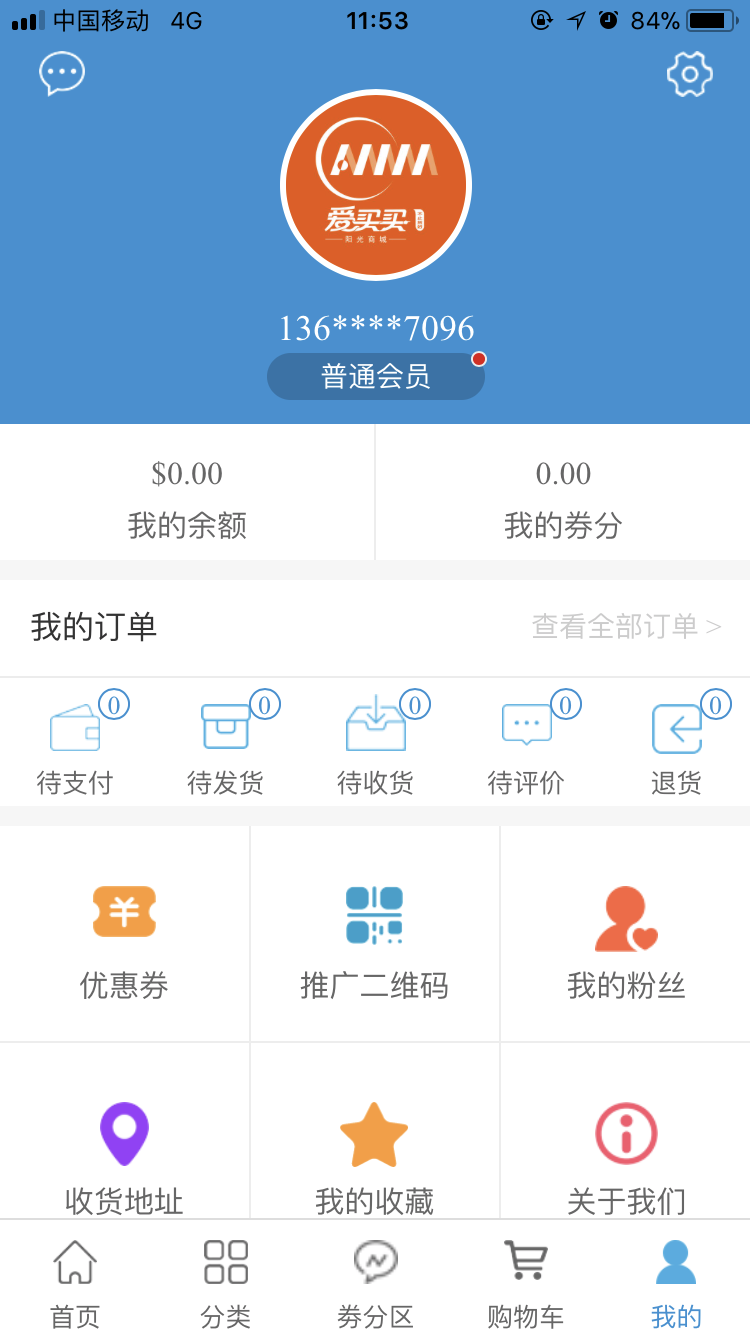 中国移动 4G 11:53 84%
爱买买
阳光商城
136****7096
普通会员
$0.00 0.00
我的余额 我的券分
我的订单 查看全部订单 >
0 0 0 0 0
待支付 待发货 待收货 待评价 退货
优惠券 推广二维码 我的粉丝
收货地址 我的收藏 关于我们
首页 分类 券分区 购物车 我的